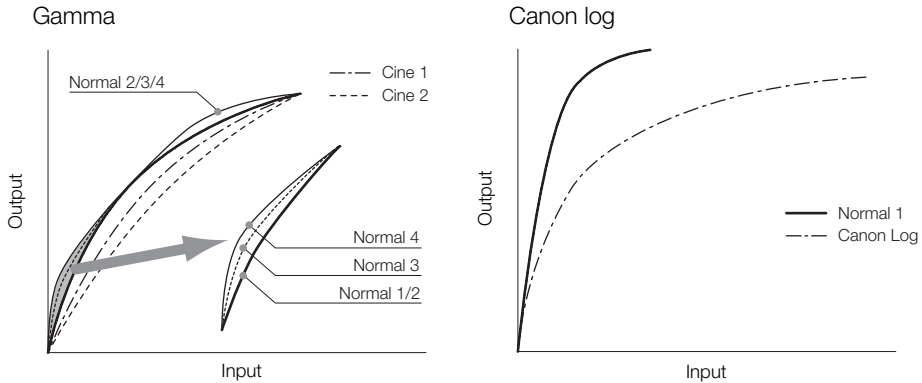 Gamma
Normal 2/3/4
Cine 1
Cine 2
Output
Normal 4
Normal 3
Normal 1/2
Input
Canon log
Output
Normal 1
Canon Log
Input